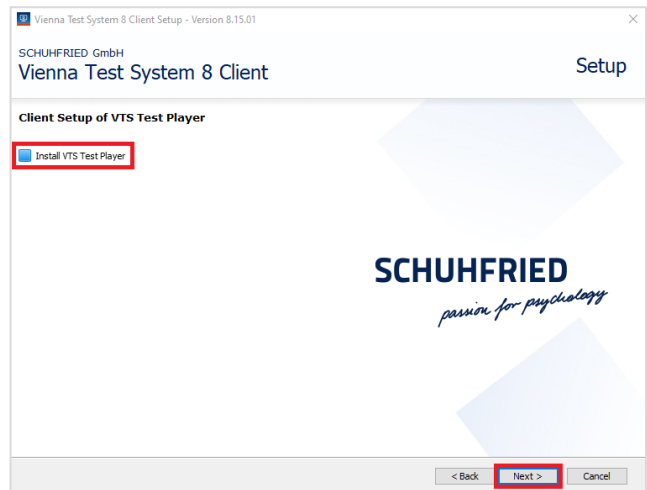 Vienna Test System 8 Client Setup - Version 8.15.01
SCHUHFRIED GmbH
Vienna Test System 8 Client
Setup
Client Setup of VTS Test Player
Install VTS Test Player
SCHUHFRIED
passion for psychology
< Back
Next >
Cancel